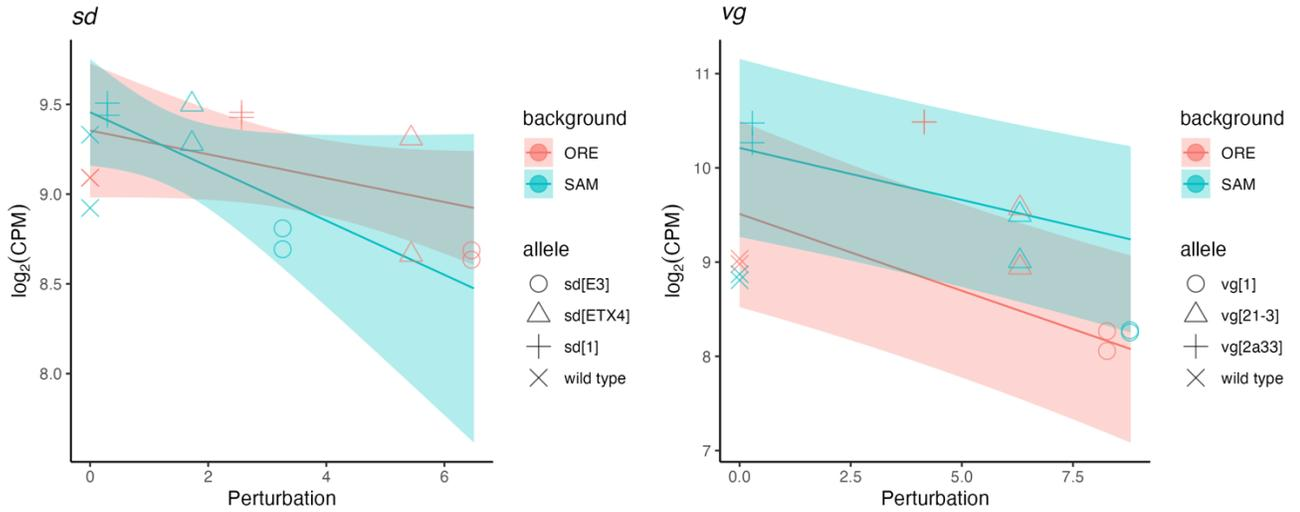 sd
log2(CPM)
9.5
9.0
8.5
8.0
0
2
4
6
Perturbation
background
ORE
SAM
allele
sd[E3]
sd[ETX4]
sd[1]
wild type
vg
log2(CPM)
11
10
9
8
7
0.0
2.5
5.0
7.5
Perturbation
background
ORE
SAM
allele
vg[1]
vg[21-3]
vg[2a33]
wild type